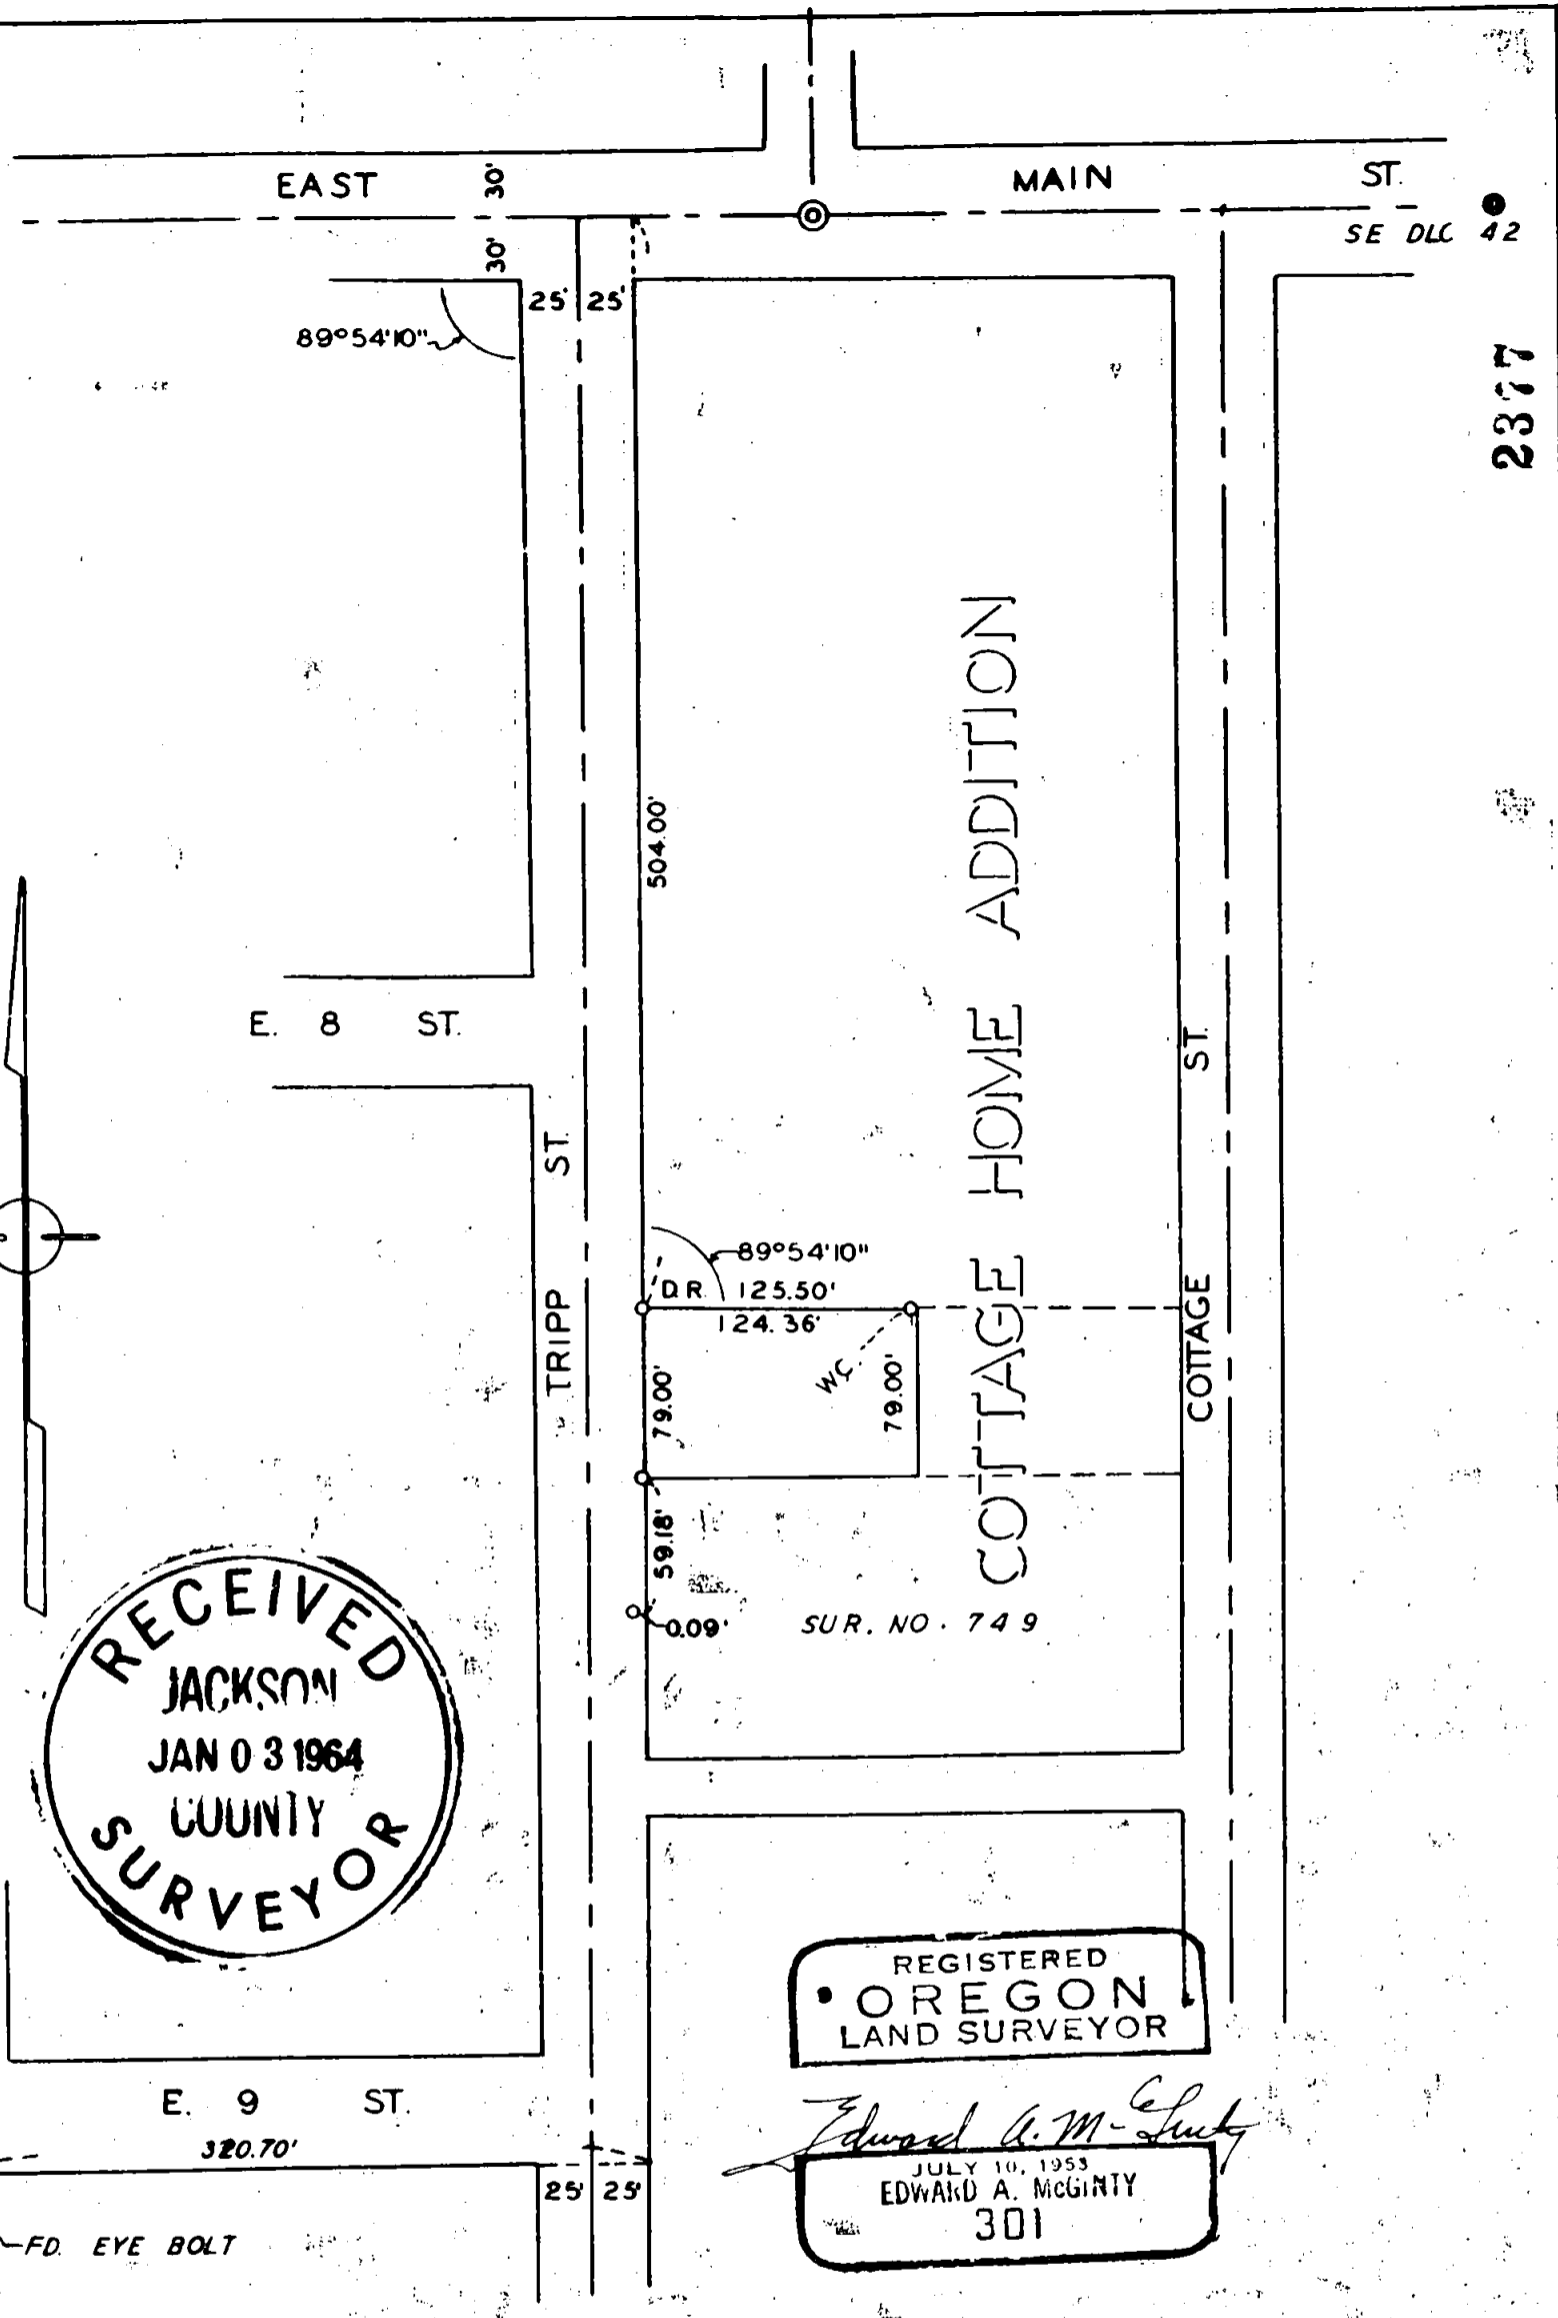 EAST
30'
MAIN
ST.
30'
SE DLC 42
25' 25'
89°54'10"
2377
504.00'
COTTAGE HOME ADDITION
E. 8 ST.
TRIPP ST.
COTTAGE ST.
89°54'10"
D.R. 125.50'
124.36'
W.C.
79.00'
79.00'
59.18'
0.09'
SUR. NO. 749
RECEIVED
JACKSON
JAN 03 1964
COUNTY
SURVEYOR
REGISTERED
OREGON
LAND SURVEYOR
Edward A. McGinty
JULY 10, 1953
EDWARD A. McGINTY
301
E. 9 ST.
320.70'
25' 25'
FD. EYE BOLT